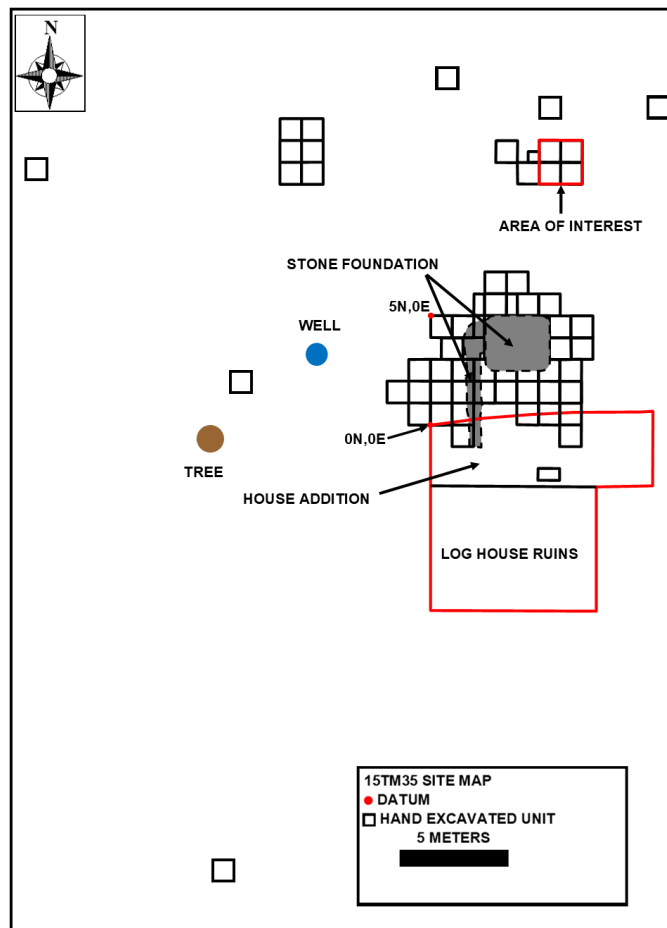 N
AREA OF INTEREST
STONE FOUNDATION
5N,0E
WELL
0N,0E
TREE
HOUSE ADDITION
LOG HOUSE RUINS
15TM35 SITE MAP
DATUM
HAND EXCAVATED UNIT
5 METERS